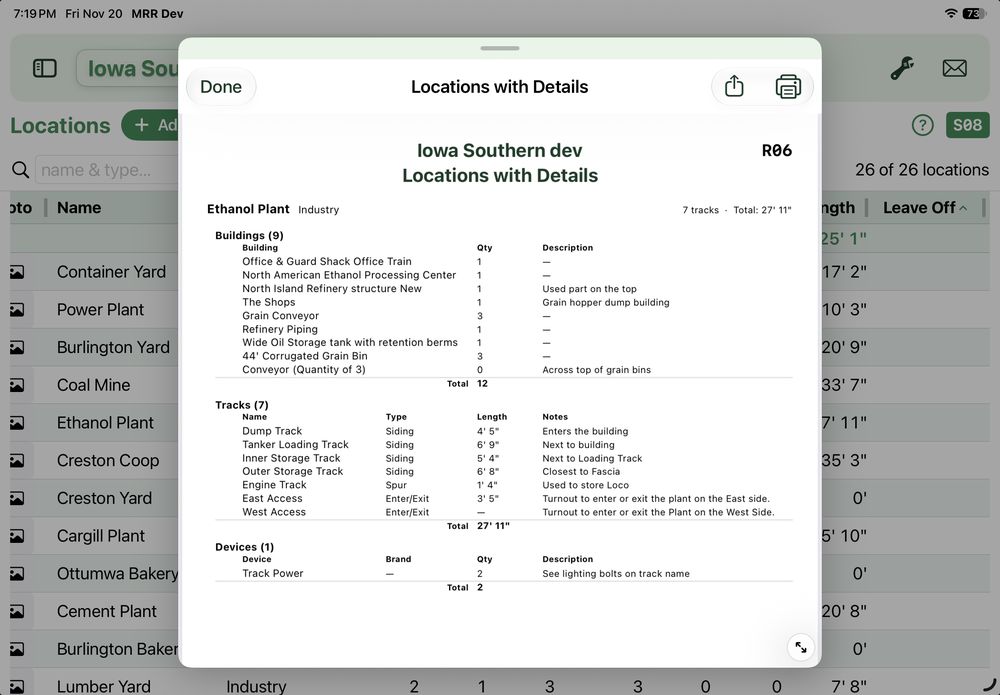 7:19 PM Fri Nov 20 MRR Dev 73
Iowa Sou
Done Locations with Details
Locations + Ad ? S08
name & type... 26 of 26 locations
oto Name ngth Leave Off
25' 1"
Container Yard 17' 2"
Power Plant 10' 3"
Burlington Yard 20' 9"
Coal Mine 33' 7"
Ethanol Plant 7' 11"
Creston Coop 35' 3"
Creston Yard 0'
Cargill Plant 5' 10"
Ottumwa Bakery 0'
Cement Plant 20' 8"
Burlington Baker 0'
Lumber Yard Industry 2 1 3 3 0 0 7' 8"
Iowa Southern dev R06
Locations with Details
Ethanol Plant Industry 7 tracks · Total: 27' 11"
Buildings (9)
Building Qty Description
Office & Guard Shack Office Train 1 —
North American Ethanol Processing Center 1 —
North Island Refinery structure New 1 Used part on the top
The Shops 1 Grain hopper dump building
Grain Conveyor 3 —
Refinery Piping 1 —
Wide Oil Storage tank with retention berms 1 —
44' Corrugated Grain Bin 3 —
Conveyor (Quantity of 3) 0 Across top of grain bins
Total 12
Tracks (7)
Name Type Length Notes
Dump Track Siding 4' 5" Enters the building
Tanker Loading Track Siding 6' 9" Next to building
Inner Storage Track Siding 5' 4" Next to Loading Track
Outer Storage Track Siding 6' 8" Closest to Fascia
Engine Track Spur 1' 4" Used to store Loco
East Access Enter/Exit 3' 5" Turnout to enter or exit the plant on the East side.
West Access Enter/Exit — Turnout to enter or exit the Plant on the West Side.
Total 27' 11"
Devices (1)
Device Brand Qty Description
Track Power — 2 See lighting bolts on track name
Total 2